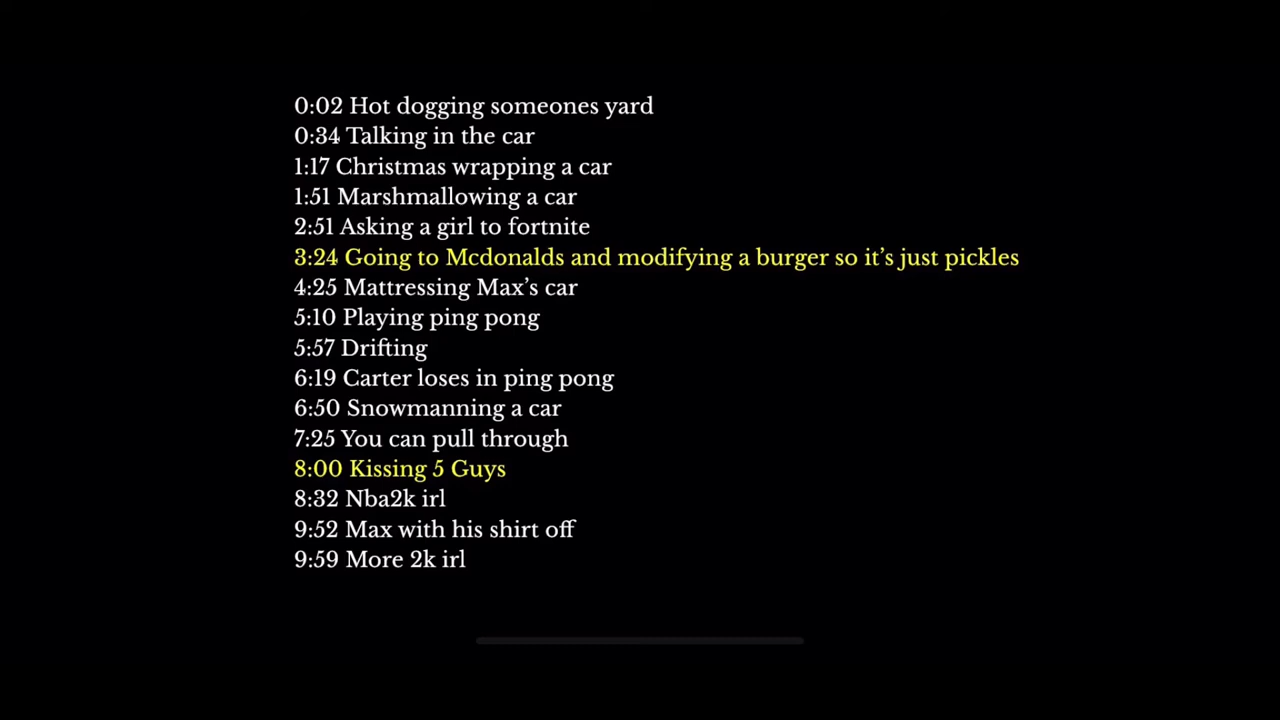 0:02 Hot dogging someones yard
0:34 Talking in the car
1:17 Christmas wrapping a car
1:51 Marshmallowing a car
2:51 Asking a girl to fortnite
3:24 Going to Mcdonalds and modifying a burger so it’s just pickles
4:25 Mattressing Max’s car
5:10 Playing ping pong
5:57 Drifting
6:19 Carter loses in ping pong
6:50 Snowmanning a car
7:25 You can pull through
8:00 Kissing 5 Guys
8:32 Nba2k irl
9:52 Max with his shirt off
9:59 More 2k irl